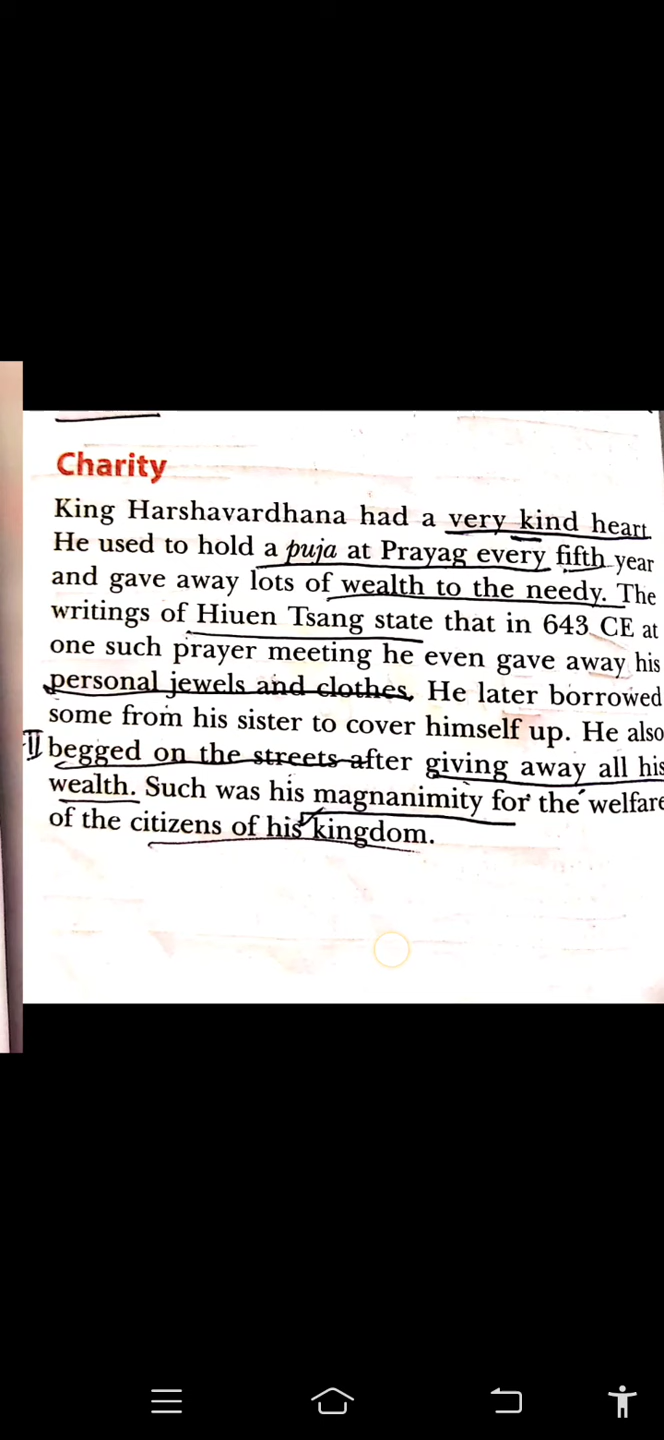 Charity
King Harshavardhana had a very kind heart.
He used to hold a puja at Prayag every fifth year
and gave away lots of wealth to the needy. The
writings of Hiuen Tsang state that in 643 CE at
one such prayer meeting he even gave away his
personal jewels and clothes. He later borrowed
some from his sister to cover himself up. He also
begged on the streets after giving away all his
wealth. Such was his magnanimity for the welfare
of the citizens of his kingdom.